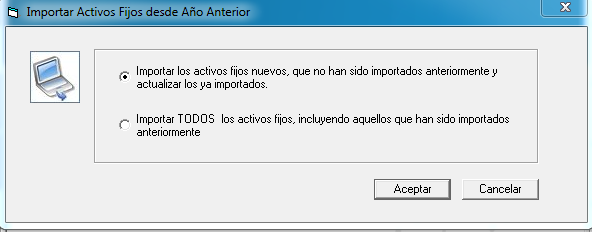 Importar Activos Fijos desde Año Anterior
Importar los activos fijos nuevos, que no han sido importados anteriormente y
actualizar los ya importados.
Importar TODOS los activos fijos, incluyendo aquellos que han sido importados
anteriormente
Aceptar
Cancelar